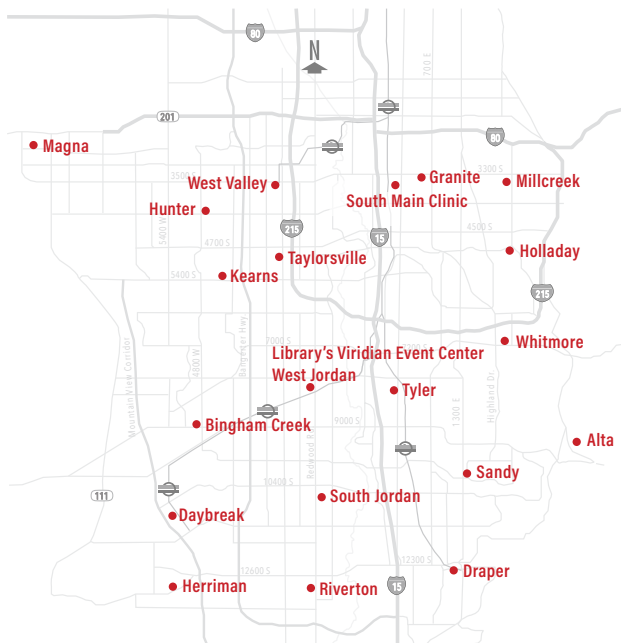 80
N
700 E
201
80
Magna
3500 S
3300 S
Granite
West Valley
South Main Clinic
Millcreek
Hunter
5400 W
215
15
4500 S
4700 S
Taylorsville
Holladay
5400 S
Kearns
215
Mountain View Corridor
4800 W
Bangerter Hwy
7000 S
Whitmore
Library's Viridian Event Center
West Jordan
Highland Dr
Tyler
1300 E
Bingham Creek
9000 S
Alta
Sandy
10400 S
111
South Jordan
Daybreak
12300 S
12600 S
Draper
Herriman
Riverton
15